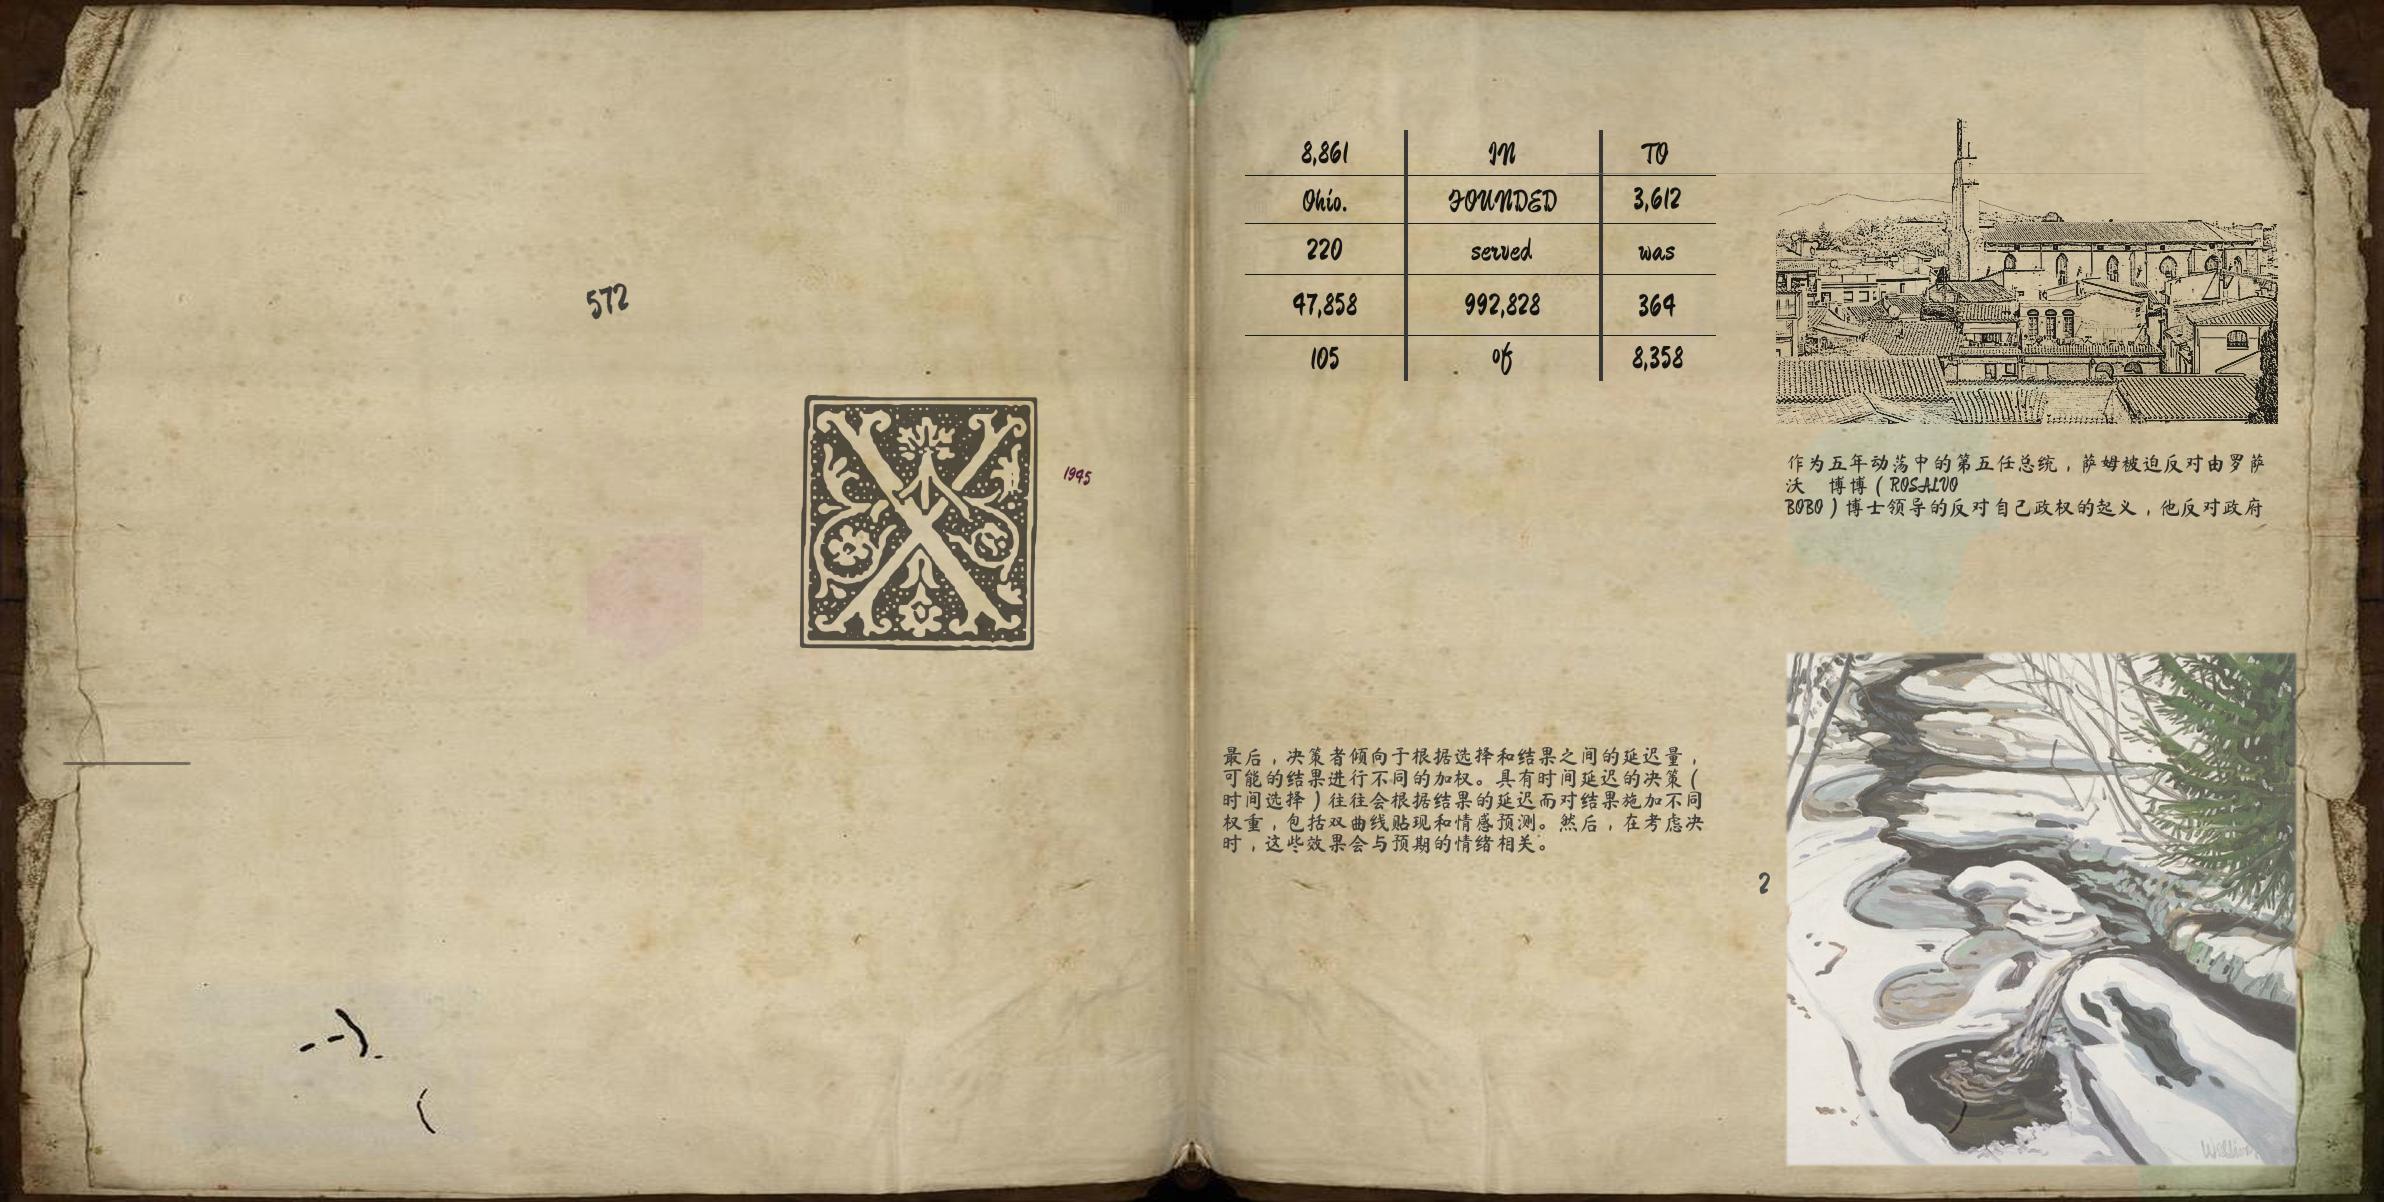 572
X
1945
8,861 IN TO
Ohio. FOUNDED 3,612
220 served was
47,858 992,828 364
105 of 8,358
作为五年动荡中的第五任总统，萨姆被迫反对由罗萨
沃 博博（ROSALVO
BOBO）博士领导的反对自己政权的起义，他反对政府
最后，决策者倾向于根据选择和结果之间的延迟量，
可能的结果进行不同的加权。具有时间延迟的决策（
时间选择）往往会根据结果的延迟而对结果施加不同
权重，包括双曲线贴现和情感预测。然后，在考虑决
时，这些效果会与预期的情绪相关。
2